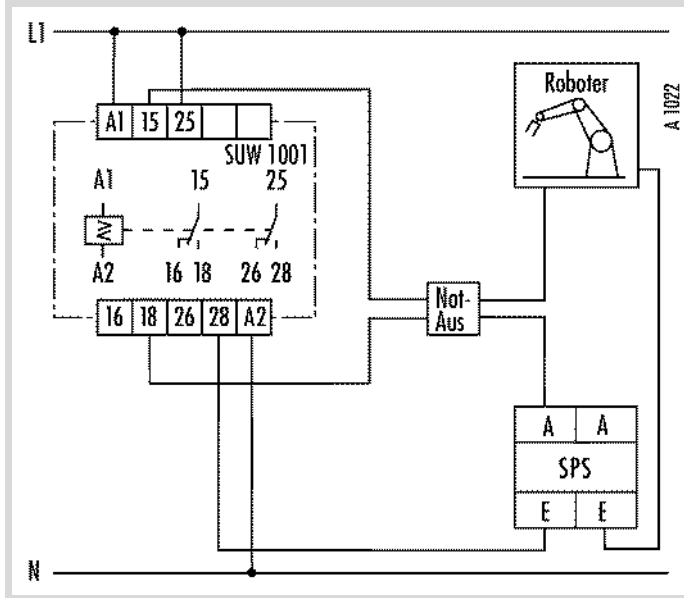 L1
Roboter
A 1022
A1 15 25
SUW 1001
A1 15 25
A2 16 18 26 28
16 18 26 28 A2
Not-
Aus
A A
SPS
E E
N